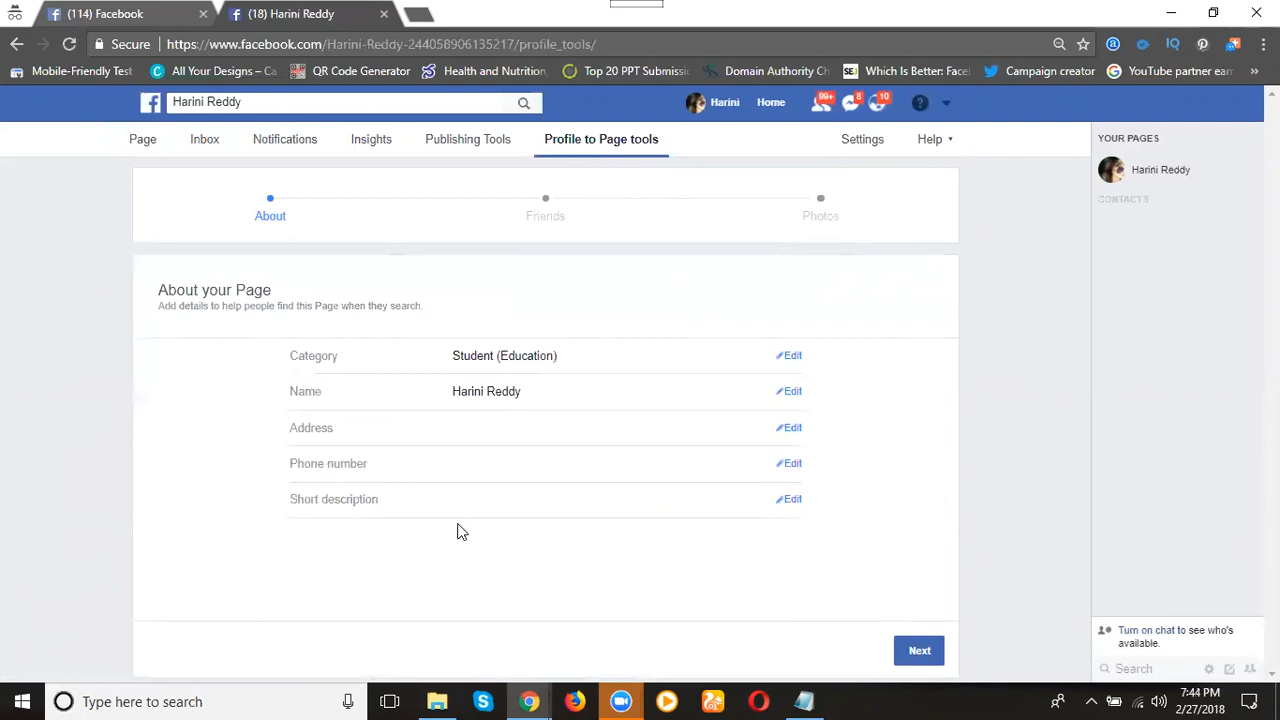 (114) Facebook
(18) Harini Reddy
Secure https://www.facebook.com/Harini-Reddy-244058906135217/profile_tools/
Mobile-Friendly Test All Your Designs – Ca QR Code Generator Health and Nutrition, Top 20 PPT Submissio Domain Authority Ch Which Is Better: Facel Campaign creator YouTube partner earn
Harini Reddy Harini Home 99+ 8 10
Page Inbox Notifications Insights Publishing Tools Profile to Page tools Settings Help
YOUR PAGES
Harini Reddy
CONTACTS
About Friends Photos
About your Page
Add details to help people find this Page when they search.
Category Student (Education) Edit
Name Harini Reddy Edit
Address Edit
Phone number Edit
Short description Edit
Next
Turn on chat to see who's
available.
Search
Type here to search
7:44 PM
2/27/2018